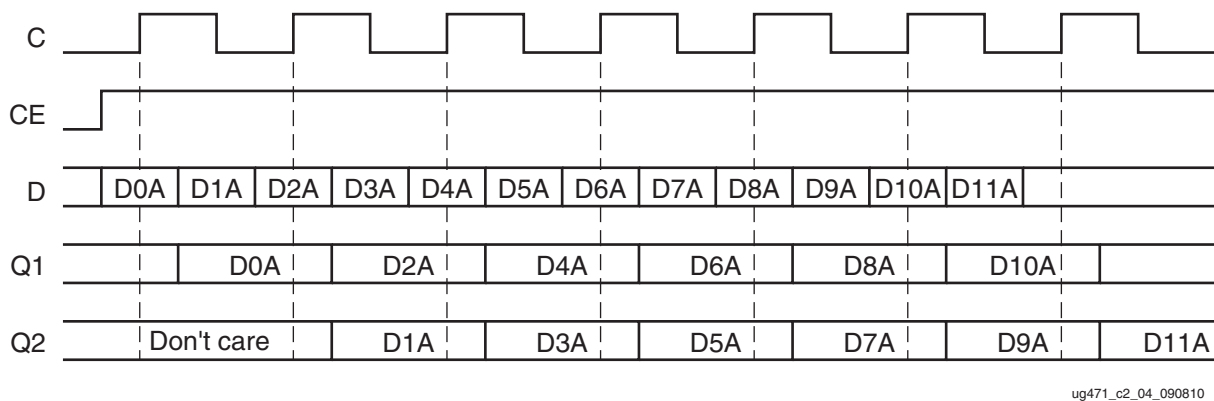 C
CE
D D0A D1A D2A D3A D4A D5A D6A D7A D8A D9A D10A D11A
Q1 D0A D2A D4A D6A D8A D10A
Q2 Don't care D1A D3A D5A D7A D9A D11A
ug471_c2_04_090810